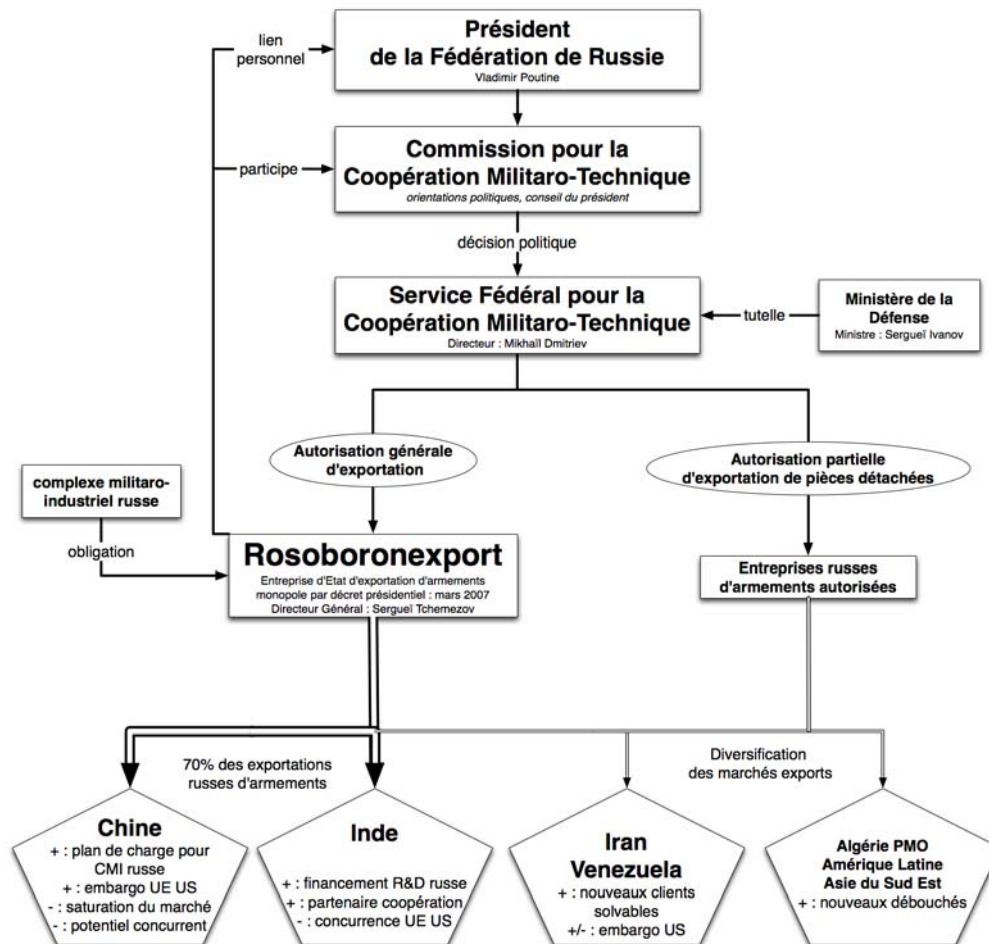 Président
de la Fédération de Russie
Vladimir Poutine
lien
personnel
Commission pour la
Coopération Militaro-Technique
orientations politiques, conseil du président
participe
décision politique
Service Fédéral pour la
Coopération Militaro-Technique
Directeur : Mikhaïl Dmitriev
tutelle
Ministère de la
Défense
Ministre : Sergueï Ivanov
Autorisation générale
d'exportation
Autorisation partielle
d'exportation de pièces détachées
complexe militaro-
industriel russe
obligation
Rosoboronexport
Entreprise d'Etat d'exportation d'armements
monopole par décret présidentiel : mars 2007
Directeur Général : Sergueï Tchemezov
Entreprises russes
d'armements autorisées
70% des exportations
russes d'armements
Diversification
des marchés exports
Chine
+ : plan de charge pour
CMI russe
+ : embargo UE US
- : saturation du marché
- : potentiel concurrent
Inde
+ : financement R&D russe
+ : partenaire coopération
- : concurrence UE US
Iran
Venezuela
+ : nouveaux clients
solvables
+/- : embargo US
Algérie PMO
Amérique Latine
Asie du Sud Est
+ : nouveaux débouchés